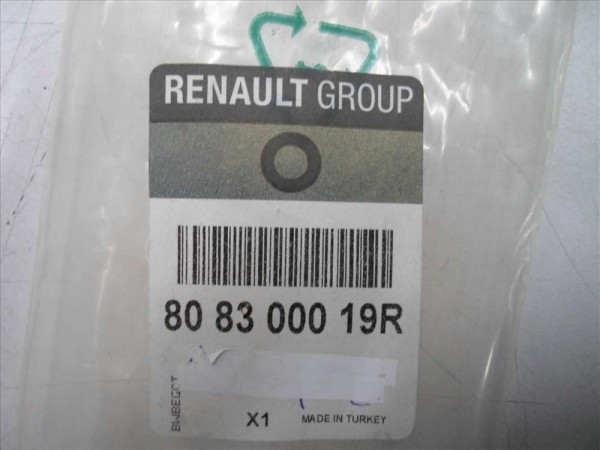 RENAULT GROUP
80 83 000 19R
X1
MADE IN TURKEY